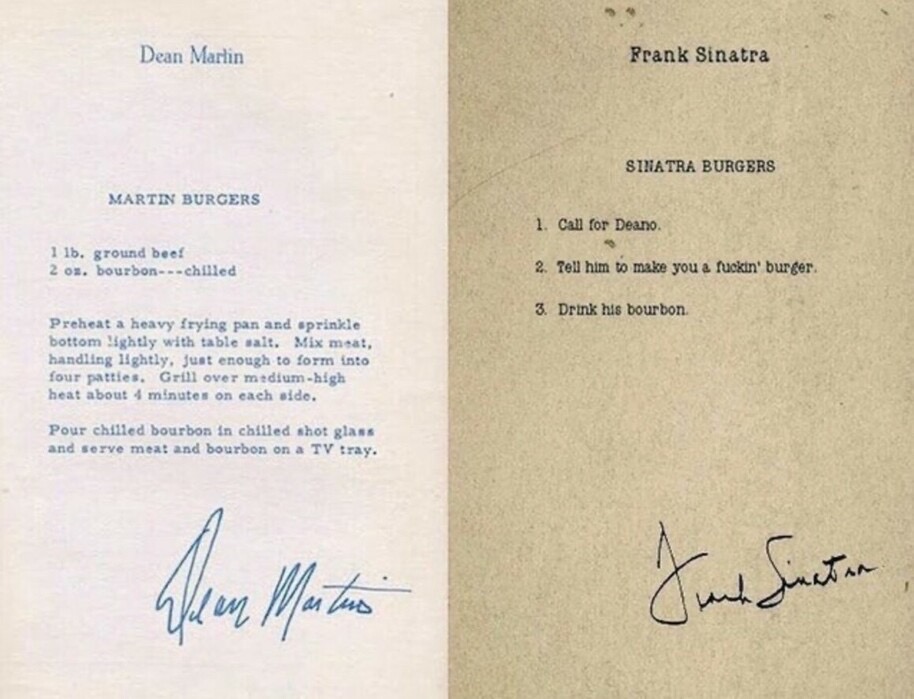 Dean Martin
MARTIN BURGERS
1 lb. ground beef
2 oz. bourbon---chilled
Preheat a heavy frying pan and sprinkle
bottom lightly with table salt. Mix meat,
handling lightly, just enough to form into
four patties. Grill over medium-high
heat about 4 minutes on each side.
Pour chilled bourbon in chilled shot glass
and serve meat and bourbon on a TV tray.
Dean Martin
Frank Sinatra
SINATRA BURGERS
1. Call for Deano.
2. Tell him to make you a fuckin' burger.
3. Drink his bourbon.
Frank Sinatra